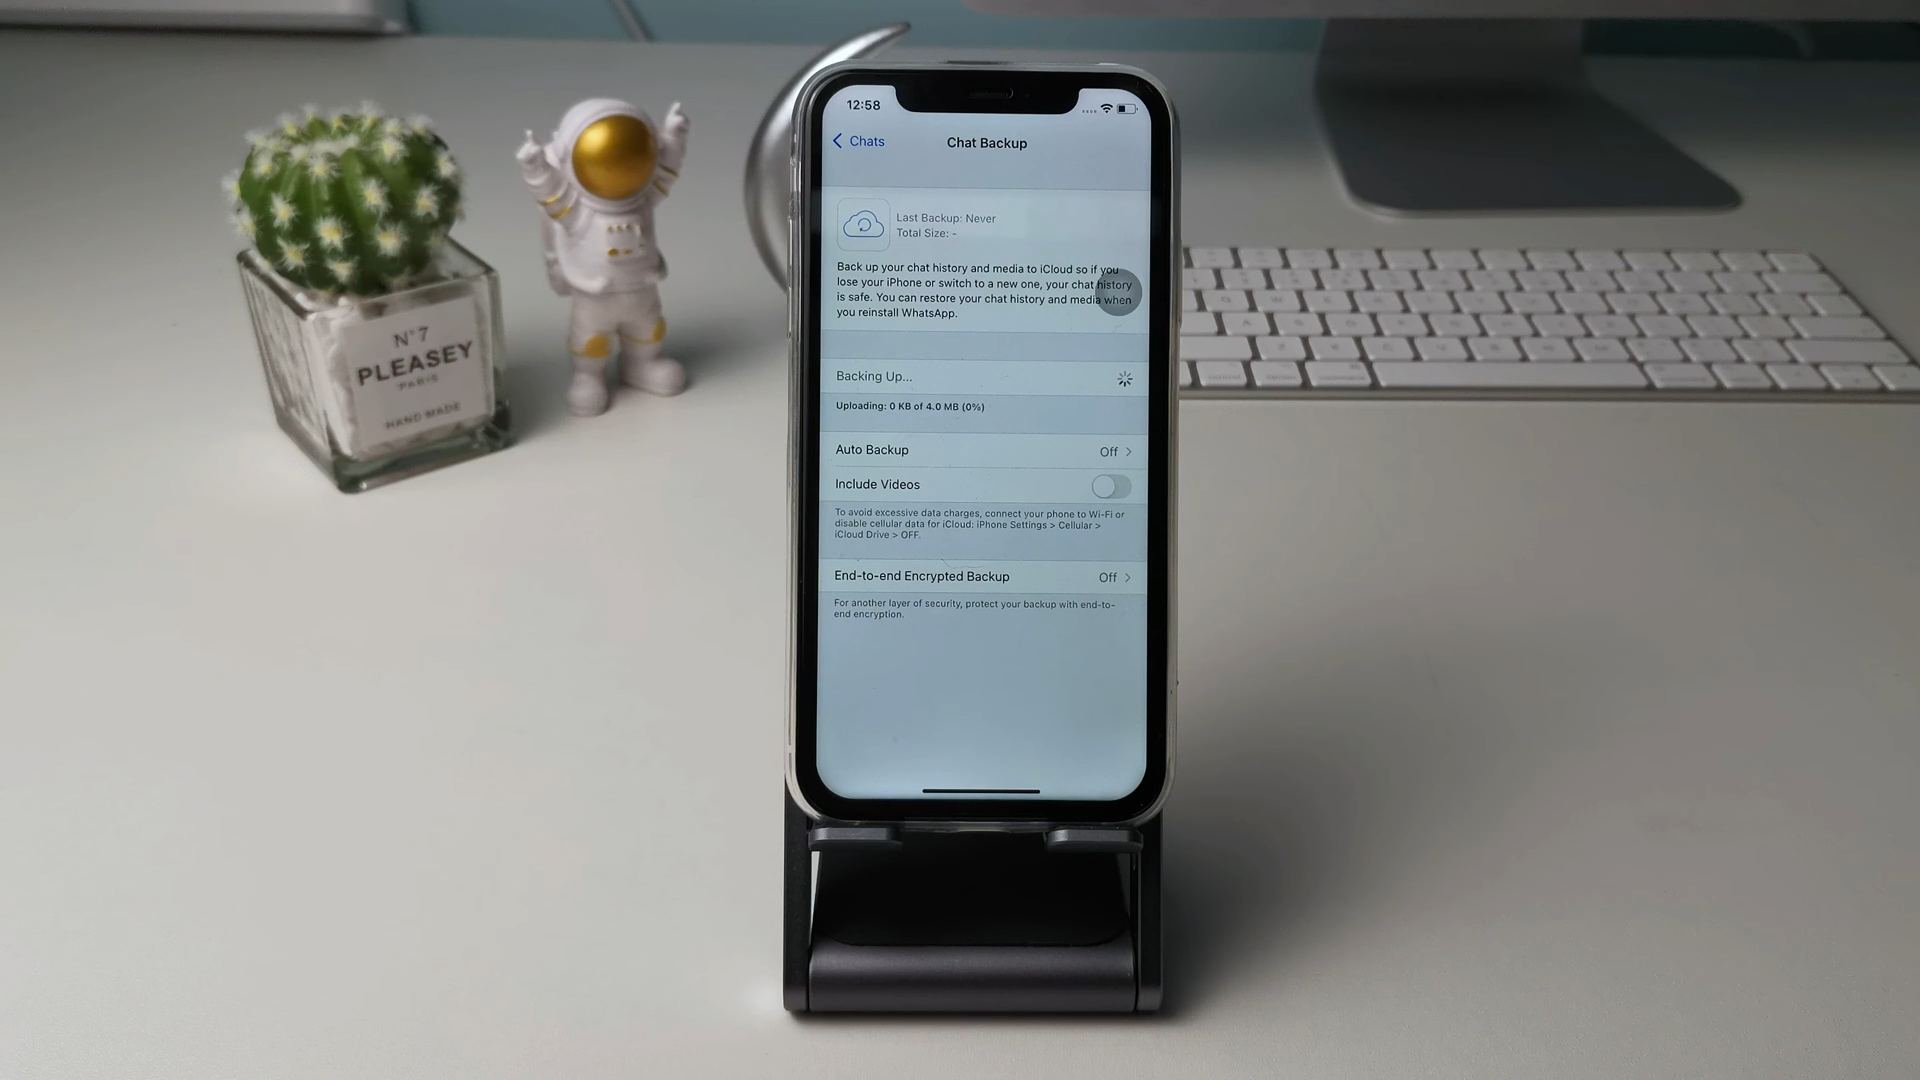 N°7
PLEASEY
PARIS
HAND MADE
12:58
Chats
Chat Backup
Last Backup: Never
Total Size: -
Back up your chat history and media to iCloud so if you
lose your iPhone or switch to a new one, your chat history
is safe. You can restore your chat history and media when
you reinstall WhatsApp.
Backing Up...
Uploading: 0 KB of 4.0 MB (0%)
Auto Backup
Off
Include Videos
To avoid excessive data charges, connect your phone to Wi-Fi or
disable cellular data for iCloud: iPhone Settings > Cellular >
iCloud Drive > OFF.
End-to-end Encrypted Backup
Off
For another layer of security, protect your backup with end-to-
end encryption.